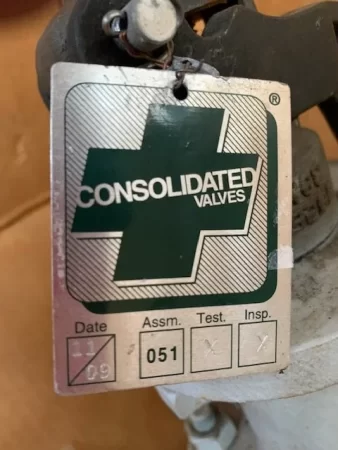 ®
CONSOLIDATED
VALVES
Date Assm. Test. Insp.
11/09 051 X X